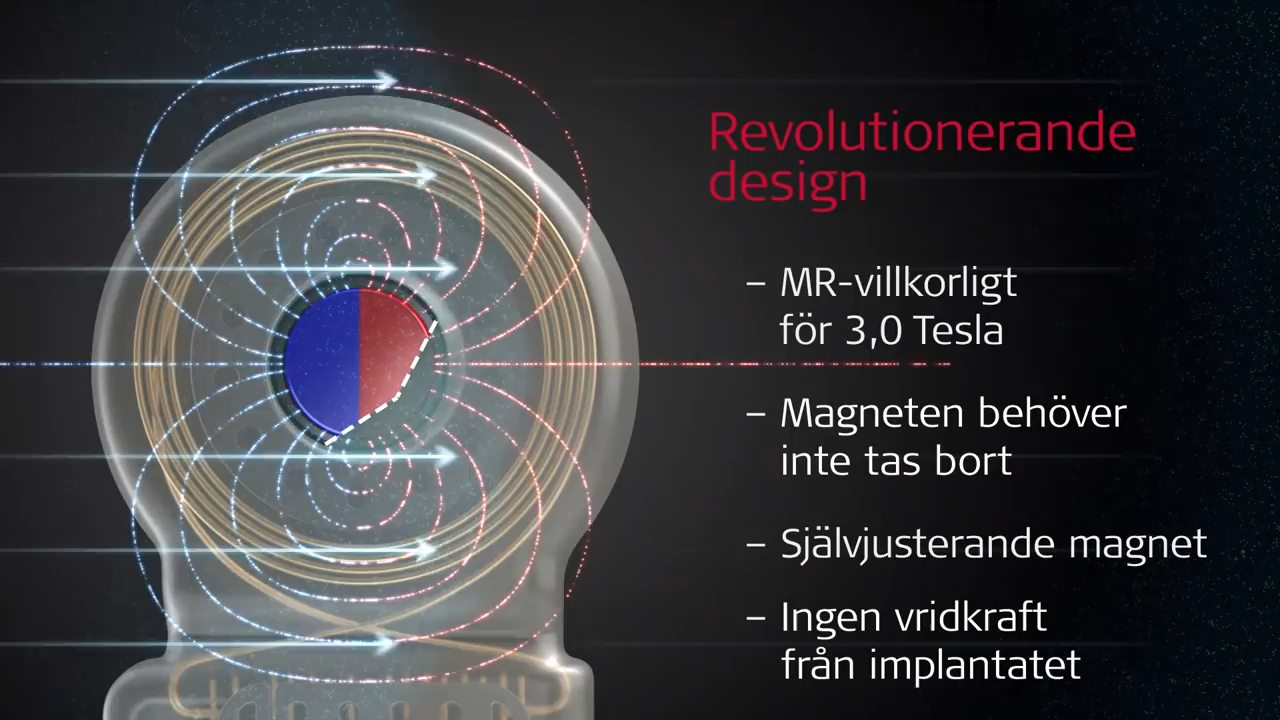 Revolutionerande
design
– MR-villkorligt
för 3,0 Tesla
– Magneten behöver
inte tas bort
– Självjusterande magnet
– Ingen vridkraft
från implantatet